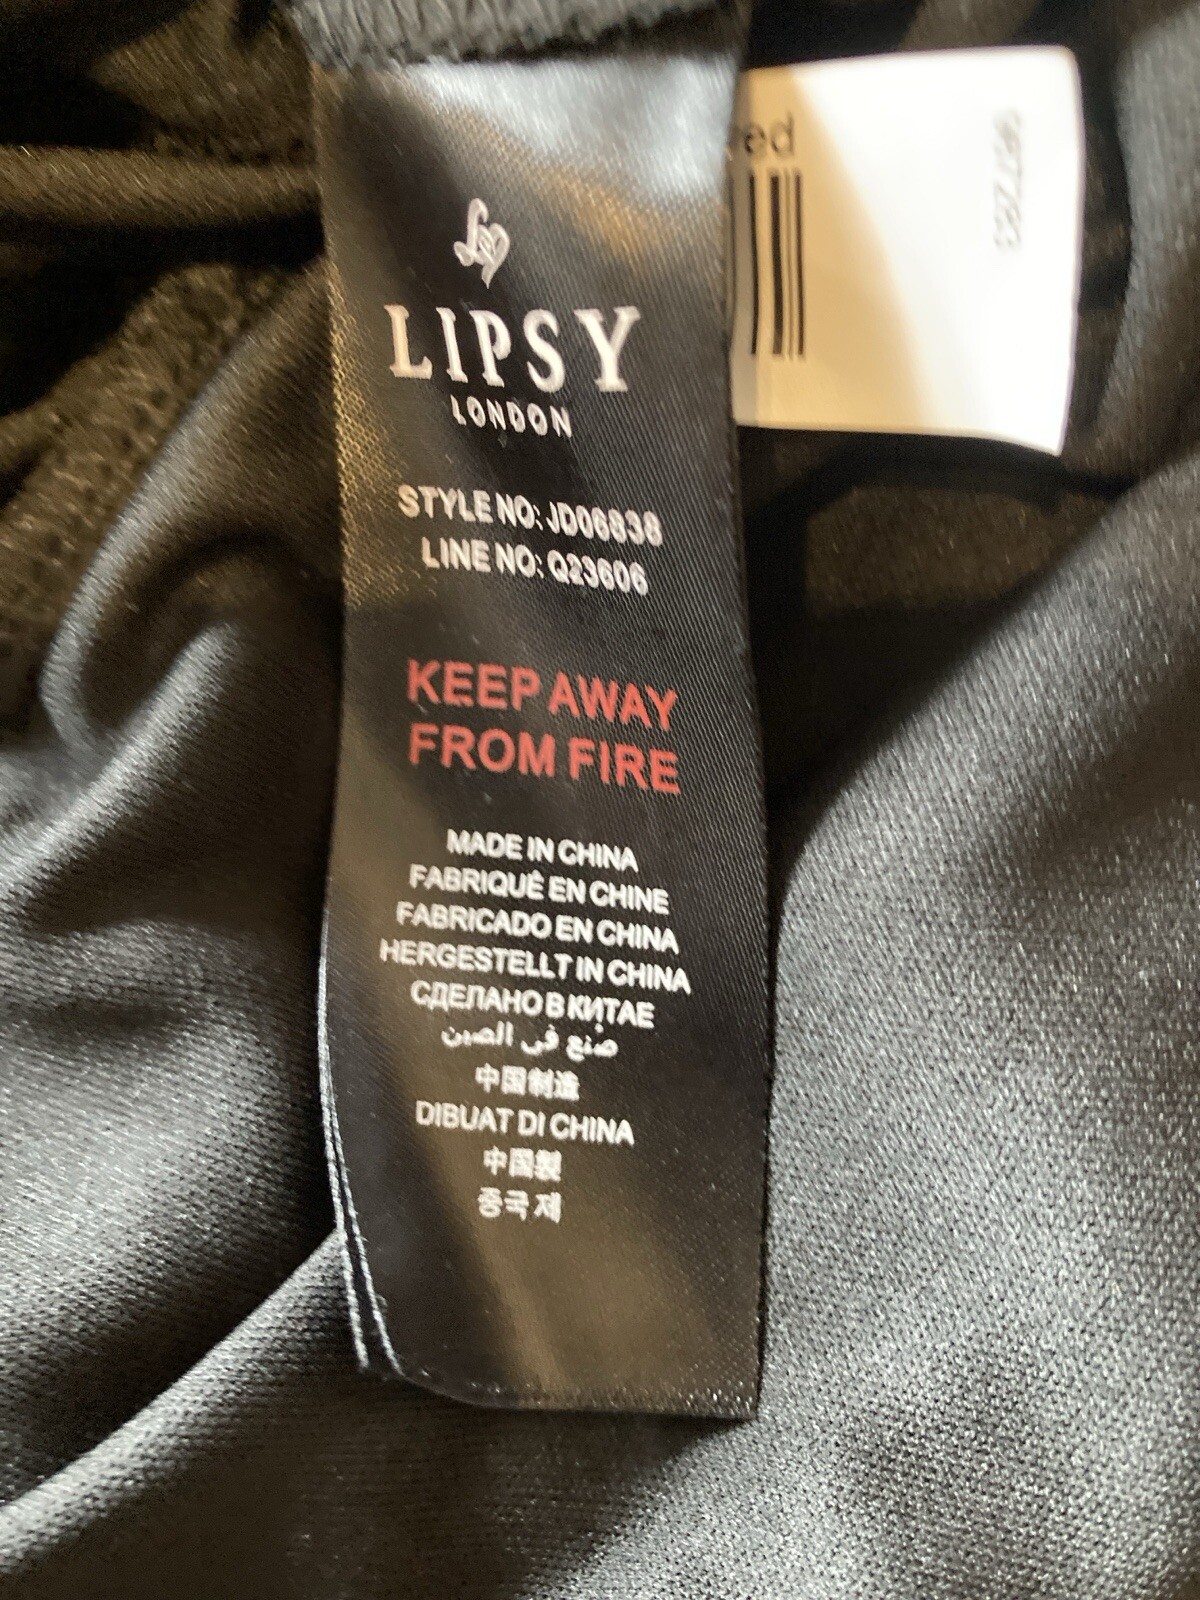 LIPSY
LONDON
STYLE NO: JD06838
LINE NO: Q23606
KEEP AWAY
FROM FIRE
MADE IN CHINA
FABRIQUÉ EN CHINE
FABRICADO EN CHINA
HERGESTELLT IN CHINA
СДЕЛАНО В КИТАЕ
صنع في الصين
中国制造
DIBUAT DI CHINA
中国製
중국 제